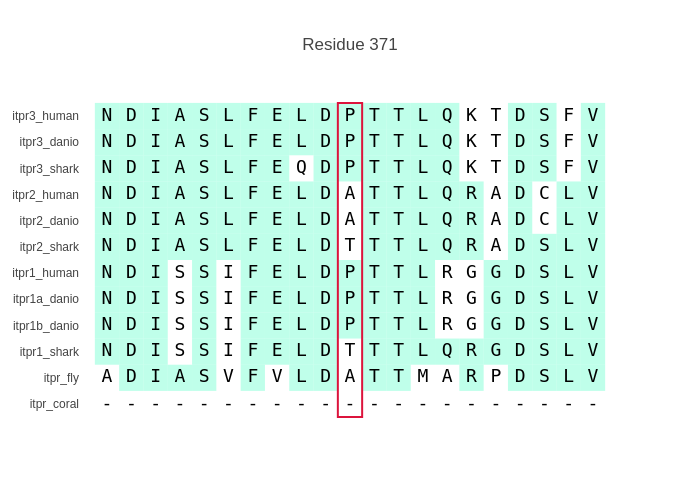 Residue 371
itpr3_human N D I A S L F E L D P T T L Q K T D S F V
itpr3_danio N D I A S L F E L D P T T L Q K T D S F V
itpr3_shark N D I A S L F E Q D P T T L Q K T D S F V
itpr2_human N D I A S L F E L D A T T L Q R A D C L V
itpr2_danio N D I A S L F E L D A T T L Q R A D C L V
itpr2_shark N D I A S L F E L D T T T L Q R A D S L V
itpr1_human N D I S S I F E L D P T T L R G G D S L V
itpr1a_danio N D I S S I F E L D P T T L R G G D S L V
itpr1b_danio N D I S S I F E L D P T T L R G G D S L V
itpr1_shark N D I S S I F E L D T T T L Q R G D S L V
itpr_fly A D I A S V F V L D A T T M A R P D S L V
itpr_coral - - - - - - - - - - - - - - - - - - - - -